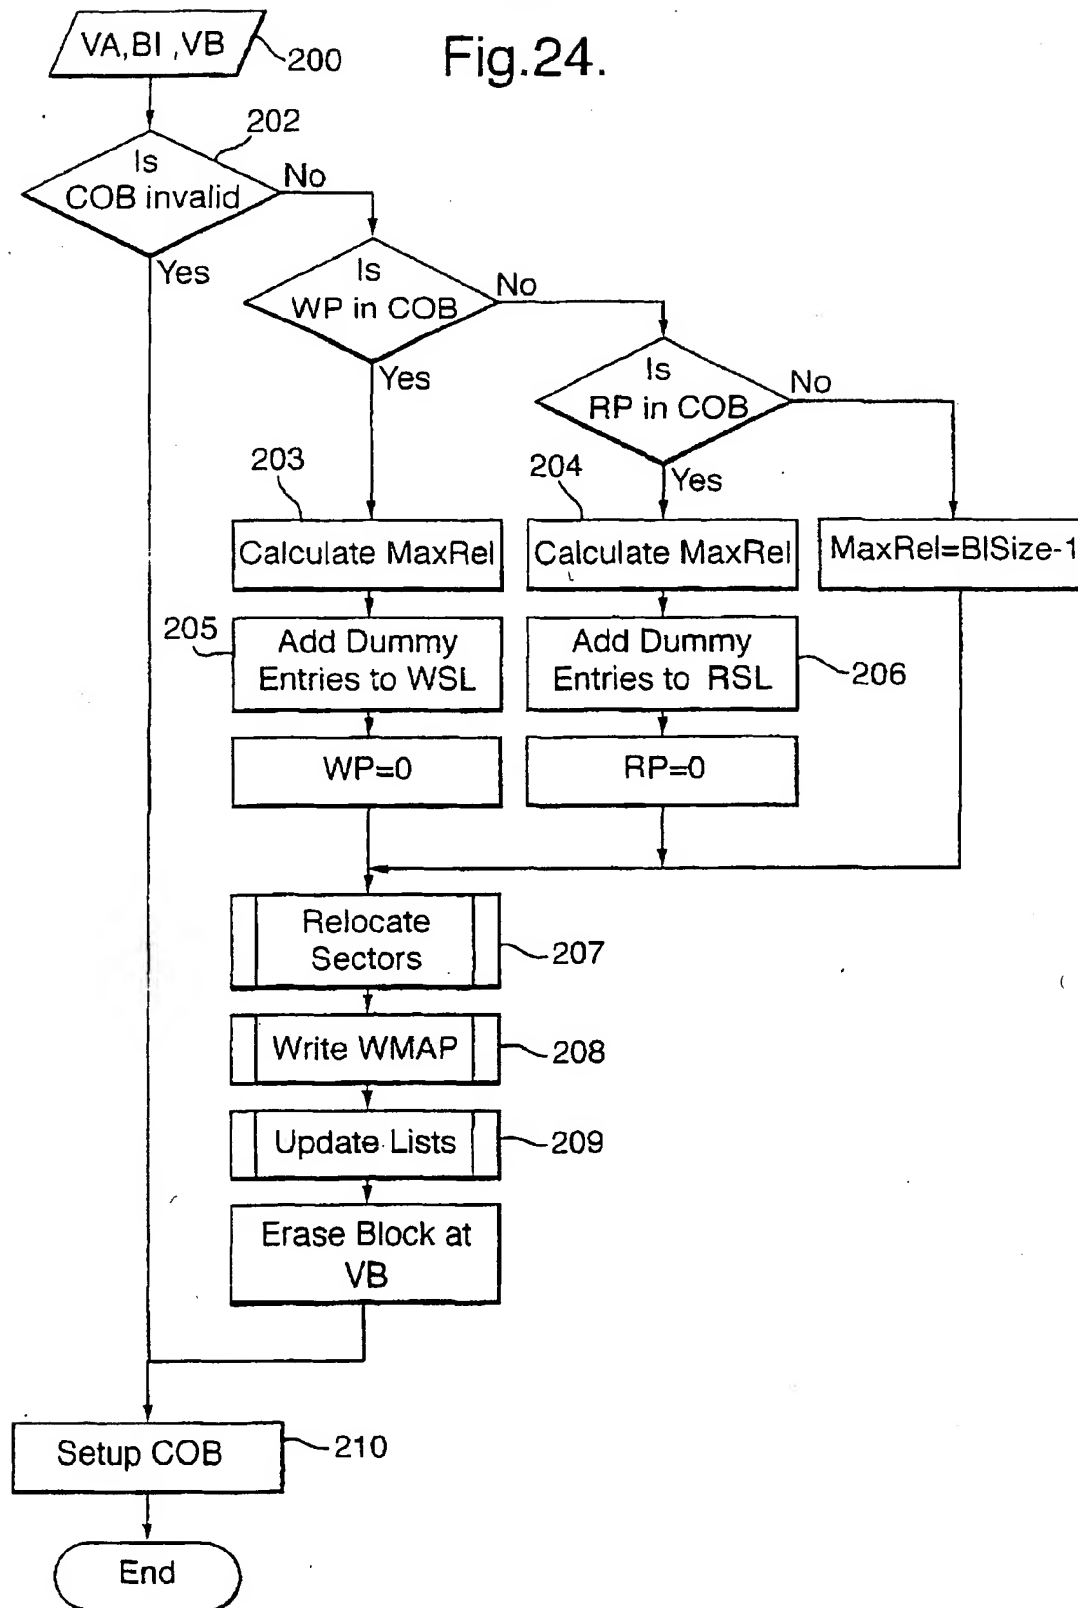 Fig.24.
VA,BI ,VB
200
202
Is
COB invalid
No
Yes
Is
WP in COB
No
Yes
Is
RP in COB
No
Yes
203
204
Calculate MaxRel
Calculate MaxRel
MaxRel=BISize-1
205
Add Dummy
Entries to WSL
Add Dummy
Entries to RSL
206
WP=0
RP=0
Relocate
Sectors
207
Write WMAP
208
Update Lists
209
Erase Block at
VB
Setup COB
210
End